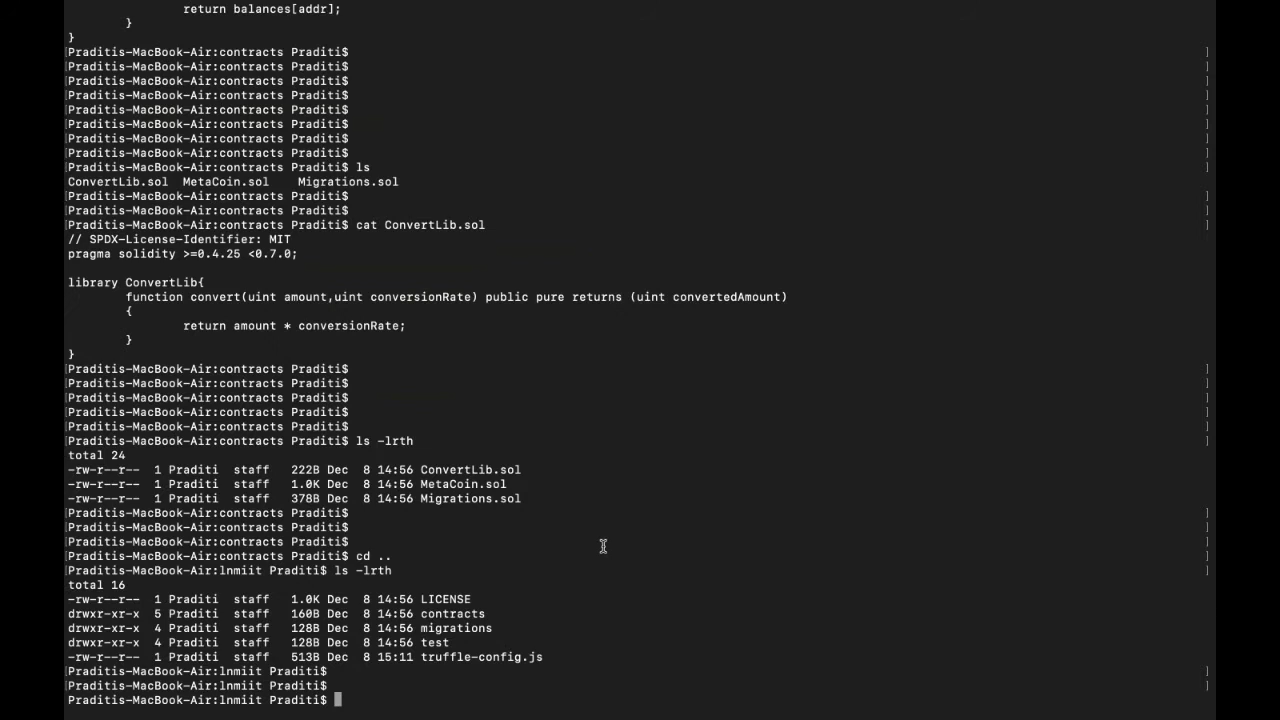 return balances[addr];
        }
}
[Praditis-MacBook-Air:contracts Praditi$ ]
[Praditis-MacBook-Air:contracts Praditi$ ]
[Praditis-MacBook-Air:contracts Praditi$ ]
[Praditis-MacBook-Air:contracts Praditi$ ]
[Praditis-MacBook-Air:contracts Praditi$ ]
[Praditis-MacBook-Air:contracts Praditi$ ]
[Praditis-MacBook-Air:contracts Praditi$ ]
[Praditis-MacBook-Air:contracts Praditi$ ]
[Praditis-MacBook-Air:contracts Praditi$ ls ]
ConvertLib.sol  MetaCoin.sol    Migrations.sol
[Praditis-MacBook-Air:contracts Praditi$ ]
[Praditis-MacBook-Air:contracts Praditi$ ]
[Praditis-MacBook-Air:contracts Praditi$ cat ConvertLib.sol ]
// SPDX-License-Identifier: MIT
pragma solidity >=0.4.25 <0.7.0;
library ConvertLib{
        function convert(uint amount,uint conversionRate) public pure returns (uint convertedAmount)
        {
                return amount * conversionRate;
        }
}
[Praditis-MacBook-Air:contracts Praditi$ ]
[Praditis-MacBook-Air:contracts Praditi$ ]
[Praditis-MacBook-Air:contracts Praditi$ ]
[Praditis-MacBook-Air:contracts Praditi$ ]
[Praditis-MacBook-Air:contracts Praditi$ ]
[Praditis-MacBook-Air:contracts Praditi$ ls -lrth ]
total 24
-rw-r--r--  1 Praditi  staff   222B Dec  8 14:56 ConvertLib.sol
-rw-r--r--  1 Praditi  staff   1.0K Dec  8 14:56 MetaCoin.sol
-rw-r--r--  1 Praditi  staff   378B Dec  8 14:56 Migrations.sol
[Praditis-MacBook-Air:contracts Praditi$ ]
[Praditis-MacBook-Air:contracts Praditi$ ]
[Praditis-MacBook-Air:contracts Praditi$ ]
[Praditis-MacBook-Air:contracts Praditi$ cd .. ]
[Praditis-MacBook-Air:lnmiit Praditi$ ls -lrth ]
total 16
-rw-r--r--  1 Praditi  staff   1.0K Dec  8 14:56 LICENSE
drwxr-xr-x  5 Praditi  staff   160B Dec  8 14:56 contracts
drwxr-xr-x  4 Praditi  staff   128B Dec  8 14:56 migrations
drwxr-xr-x  4 Praditi  staff   128B Dec  8 14:56 test
-rw-r--r--  1 Praditi  staff   513B Dec  8 15:11 truffle-config.js
[Praditis-MacBook-Air:lnmiit Praditi$ ]
[Praditis-MacBook-Air:lnmiit Praditi$ ]
Praditis-MacBook-Air:lnmiit Praditi$